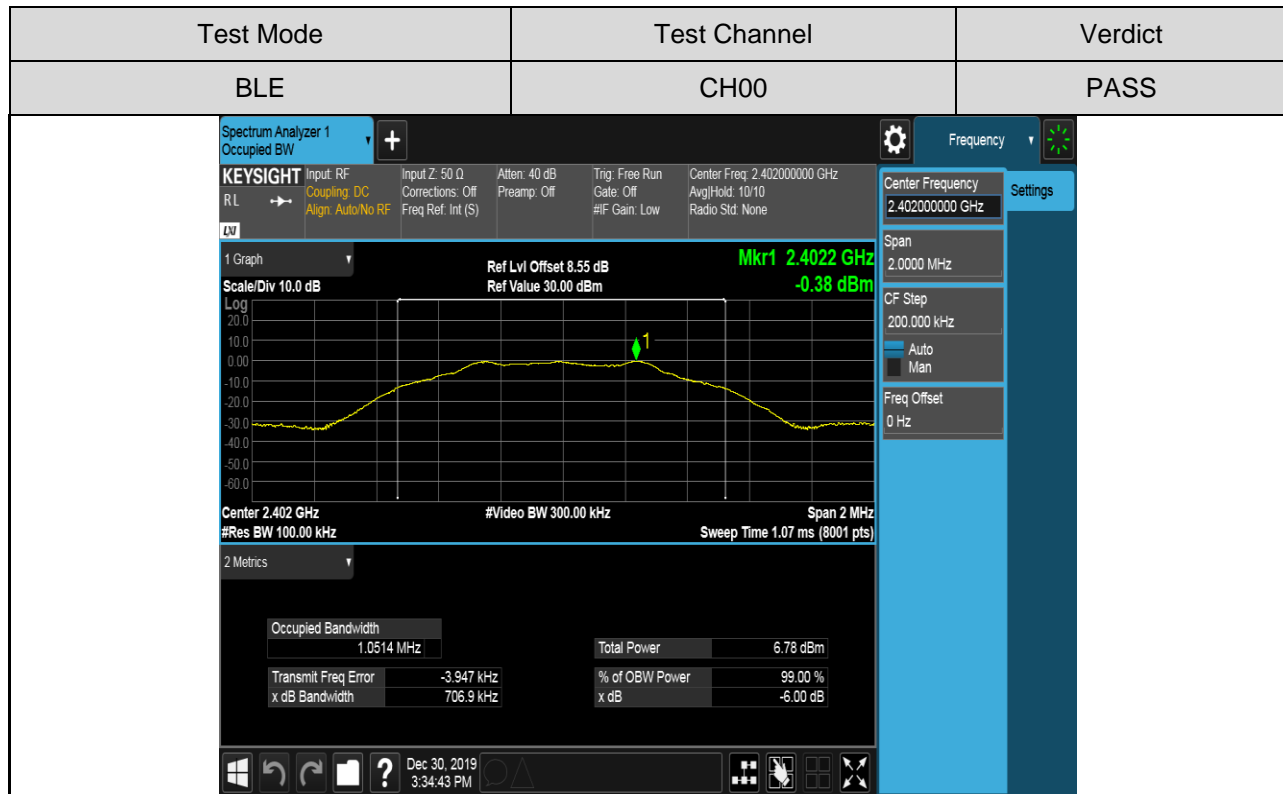 Test Mode Test Channel Verdict
BLE CH00 PASS
Spectrum Analyzer 1
Occupied BW
+
Frequency
KEYSIGHT Input: RF Input Z: 50 Ω Atten: 40 dB Trig: Free Run Center Freq: 2.402000000 GHz
RL Coupling: DC Corrections: Off Preamp: Off Gate: Off Avg|Hold: 10/10
Align: Auto/No RF Freq Ref: Int (S) #IF Gain: Low Radio Std: None
LXI
1 Graph Ref Lvl Offset 8.55 dB Mkr1 2.4022 GHz
Scale/Div 10.0 dB Ref Value 30.00 dBm -0.38 dBm
Log
20.0
10.0
0.00
-10.0
-20.0
-30.0
-40.0
-50.0
-60.0
1
Center 2.402 GHz #Video BW 300.00 kHz Span 2 MHz
#Res BW 100.00 kHz Sweep Time 1.07 ms (8001 pts)
2 Metrics
Occupied Bandwidth
1.0514 MHz Total Power 6.78 dBm
Transmit Freq Error -3.947 kHz % of OBW Power 99.00 %
x dB Bandwidth 706.9 kHz x dB -6.00 dB
Center Frequency
2.402000000 GHz
Settings
Span
2.0000 MHz
CF Step
200.000 kHz
Auto
Man
Freq Offset
0 Hz
? Dec 30, 2019
3:34:43 PM